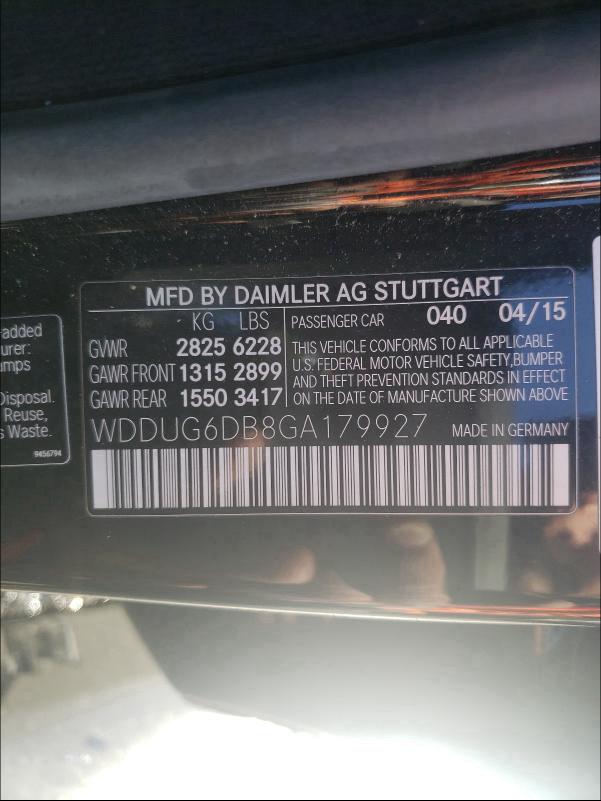 MFD BY DAIMLER AG STUTTGART
KG LBS
GVWR 2825 6228
GAWR FRONT 1315 2899
GAWR REAR 1550 3417
PASSENGER CAR 040 04/15
THIS VEHICLE CONFORMS TO ALL APPLICABLE
U.S. FEDERAL MOTOR VEHICLE SAFETY,BUMPER
AND THEFT PREVENTION STANDARDS IN EFFECT
ON THE DATE OF MANUFACTURE SHOWN ABOVE
WDDUG6DB8GA179927 MADE IN GERMANY
-added
urer:
mps
Disposal.
Reuse,
s Waste.
9456794